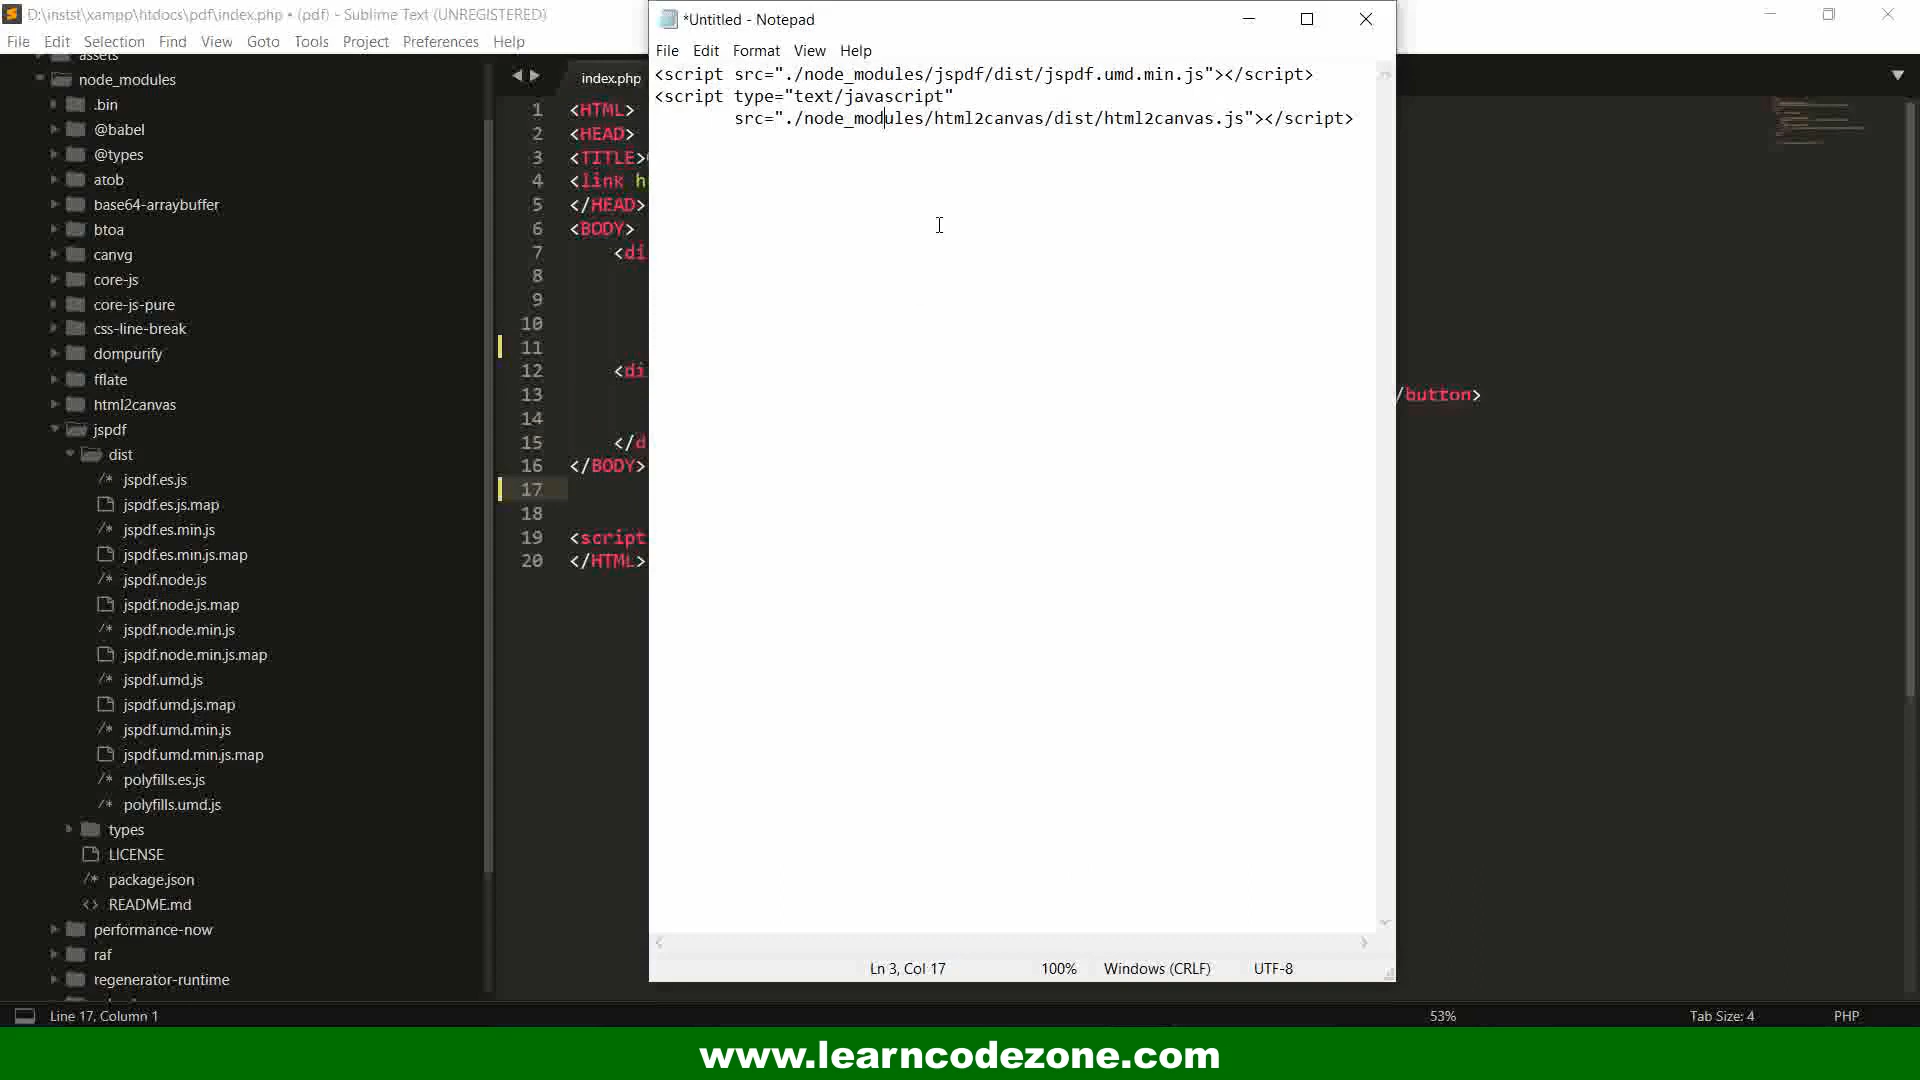 D:\instst\xampp\htdocs\pdf\index.php • (pdf) - Sublime Text (UNREGISTERED)
File Edit Selection Find View Goto Tools Project Preferences Help
assets
node_modules
.bin
@babel
@types
atob
base64-arraybuffer
btoa
canvg
core-js
core-js-pure
css-line-break
dompurify
fflate
html2canvas
jspdf
dist
jspdf.es.js
jspdf.es.js.map
jspdf.es.min.js
jspdf.es.min.js.map
jspdf.node.js
jspdf.node.js.map
jspdf.node.min.js
jspdf.node.min.js.map
jspdf.umd.js
jspdf.umd.js.map
jspdf.umd.min.js
jspdf.umd.min.js.map
polyfills.es.js
polyfills.umd.js
types
LICENSE
package.json
README.md
performance-now
raf
regenerator-runtime
index.php
1 <HTML>
2 <HEAD>
3 <TITLE>
4 <link h
5 </HEAD>
6 <BODY>
7 <di
8
9
10
11
12 <di
13 /button>
14
15 </d
16 </BODY>
17
18
19 <script
20 </HTML>
*Untitled - Notepad
File Edit Format View Help
<script src="./node_modules/jspdf/dist/jspdf.umd.min.js"></script>
<script type="text/javascript"
src="./node_modules/html2canvas/dist/html2canvas.js"></script>
Ln 3, Col 17 100% Windows (CRLF) UTF-8
Line 17, Column 1 53% Tab Size: 4 PHP
www.learncodezone.com